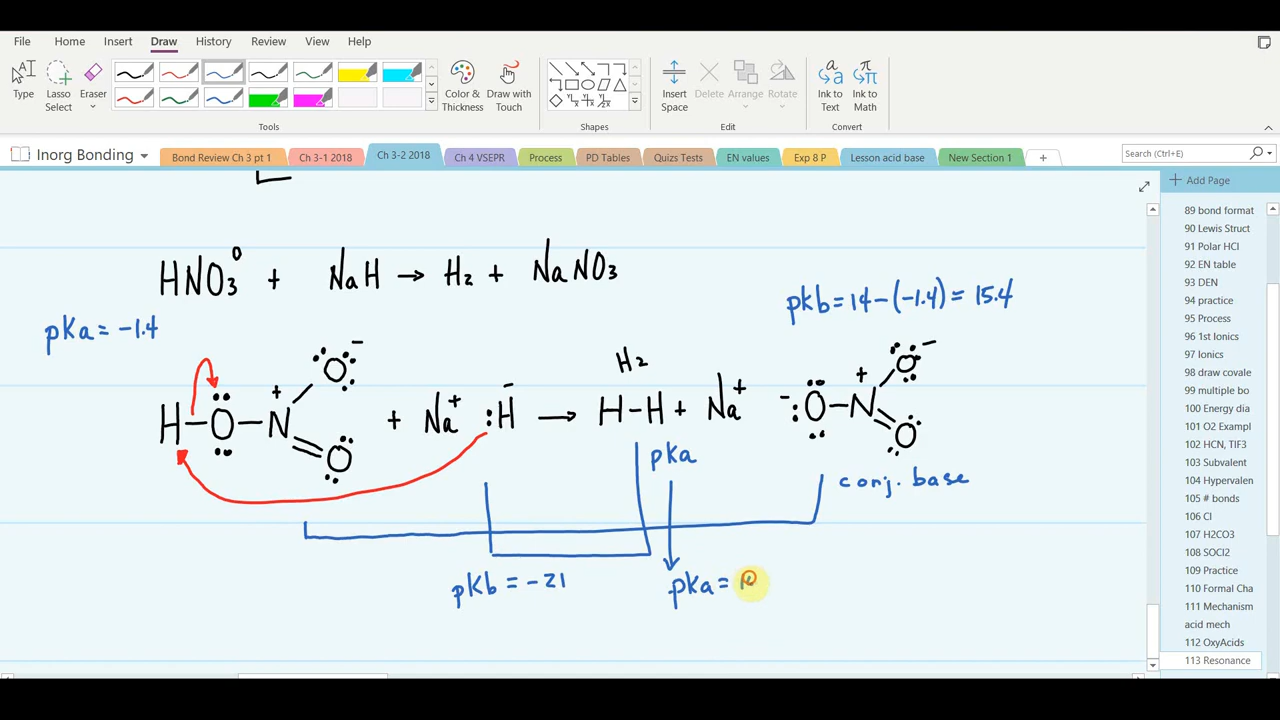 File Home Insert Draw History Review View Help
Type Lasso Select Eraser Color & Thickness Draw with Touch Insert Space Delete Arrange Rotate Ink to Text Ink to Math
Tools Shapes Edit Convert
Inorg Bonding Bond Review Ch 3 pt 1 Ch 3-1 2018 Ch 3-2 2018 Ch 4 VSEPR Process PD Tables Quizs Tests EN values Exp 8 P Lesson acid base New Section 1 Search (Ctrl+E)
Add Page
89 bond format
90 Lewis Struct
91 Polar HCl
92 EN table
93 DEN
94 practice
95 Process
96 1st Ionics
97 Ionics
98 draw covale
99 multiple bo
100 Energy dia
101 O2 Exampl
102 HCN, TIF3
103 Subvalent
104 Hypervalen
105 # bonds
106 CI
107 H2CO3
108 SOCl2
109 Practice
110 Formal Cha
111 Mechanism
acid mech
112 OxyAcids
113 Resonance
HNO₃⁰ + NaH → H₂ + NaNO₃
pKa = -1.4
pkb = 14 - (-1.4) = 15.4
H₂
H-O-N⁺ O⁻ =O + Na⁺ :H⁻ → H-H + Na⁺ ⁻:O-N⁺ O⁻ =O
pka
conj. base
pKb = -21
pKa =